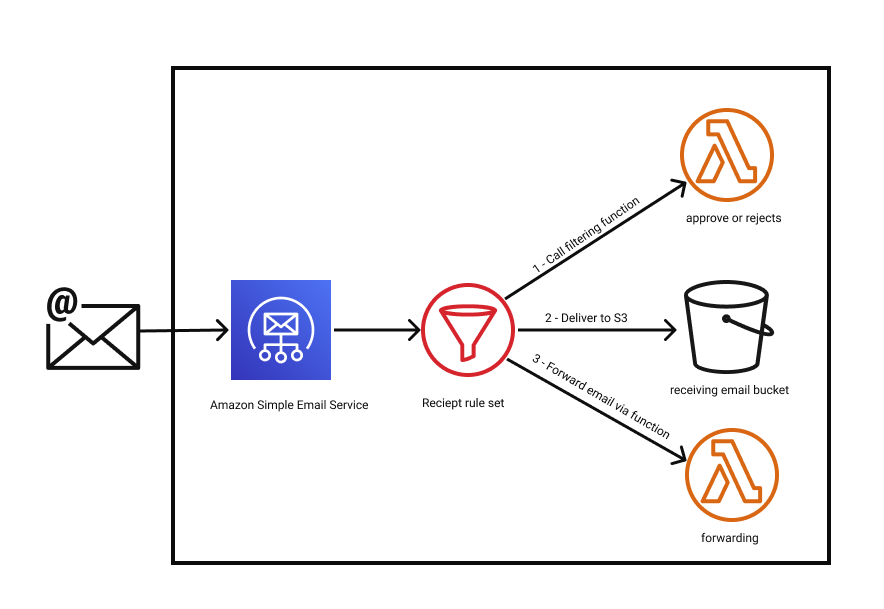 1 - Call filtering function
approve or rejects
@
2 - Deliver to S3
receiving email bucket
Amazon Simple Email Service
Reciept rule set
3 - Forward email via function
forwarding